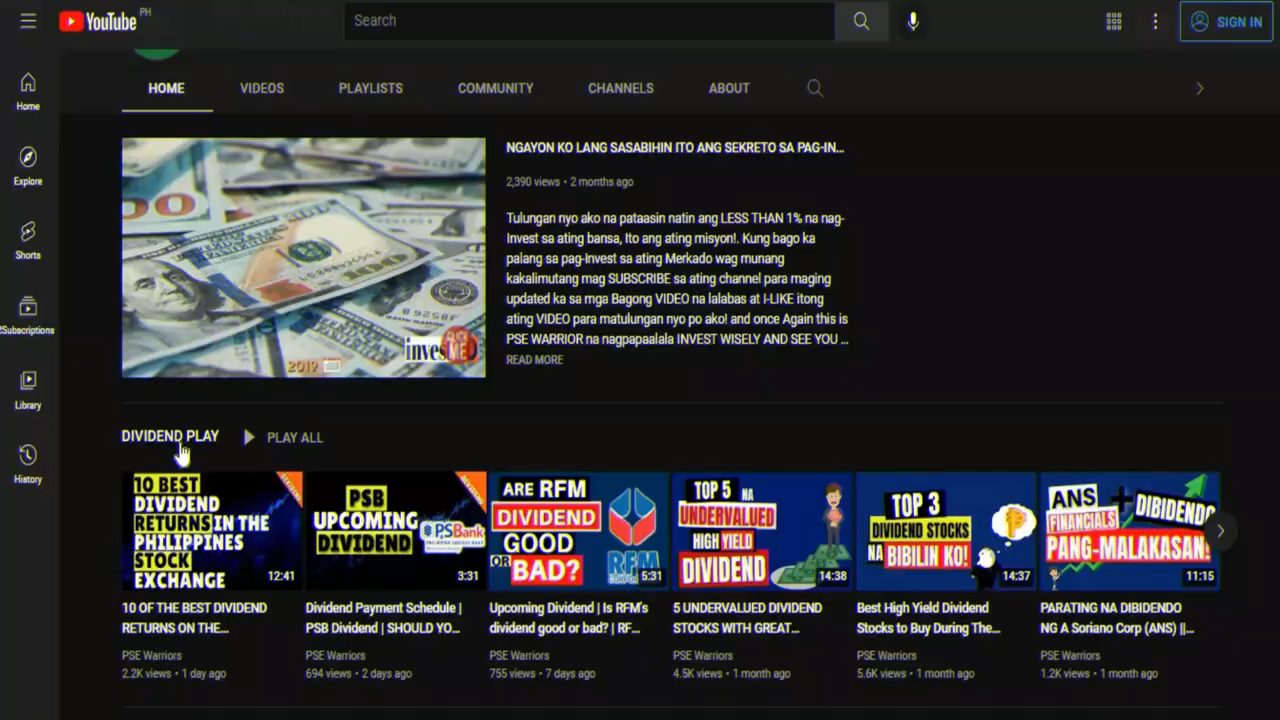 YouTube PH
Search
SIGN IN
HOME VIDEOS PLAYLISTS COMMUNITY CHANNELS ABOUT
Home
Explore
Shorts
Subscriptions
Library
History
2019
NGAYON KO LANG SASABIHIN ITO ANG SEKRETO SA PAG-IN...
2,390 views • 2 months ago
Tulungan nyo ako na pataasin natin ang LESS THAN 1% na nag-
Invest sa ating bansa, Ito ang ating misyon!. Kung bago ka
palang sa pag-Invest sa ating Merkado wag munang
kakalimutang mag SUBSCRIBE sa ating channel para maging
updated ka sa mga Bagong VIDEO na lalabas at I-LIKE itong
ating VIDEO para matulungan nyo po ako! and once Again this is
PSE WARRIOR na nagpapaalala INVEST WISELY AND SEE YOU ...
READ MORE
DIVIDEND PLAY PLAY ALL
10 BEST
DIVIDEND
RETURNS IN THE
PHILIPPINES
STOCK
EXCHANGE
12:41
10 OF THE BEST DIVIDEND
RETURNS ON THE...
PSE Warriors
2.2K views • 1 day ago
PSB
UPCOMING
DIVIDEND
PSBank
3:31
Dividend Payment Schedule |
PSB Dividend | SHOULD YO...
PSE Warriors
694 views • 2 days ago
ARE RFM
DIVIDEND
GOOD
OR BAD?
RFM
5:31
Upcoming Dividend | Is RFM's
dividend good or bad? | RF...
PSE Warriors
755 views • 7 days ago
TOP 5 NA
UNDERVALUED
HIGH YIELD
DIVIDEND
14:38
5 UNDERVALUED DIVIDEND
STOCKS WITH GREAT...
PSE Warriors
4.5K views • 1 month ago
TOP 3
DIVIDEND STOCKS
NA BIBILIN KO!
14:37
Best High Yield Dividend
Stocks to Buy During The...
PSE Warriors
5.6K views • 1 month ago
ANS + DIBIDENDO
FINANCIALS
PANG-MALAKASAN!
11:15
PARATING NA DIBIDENDO
NG A Soriano Corp (ANS) ||...
PSE Warriors
1.2K views • 1 month ago